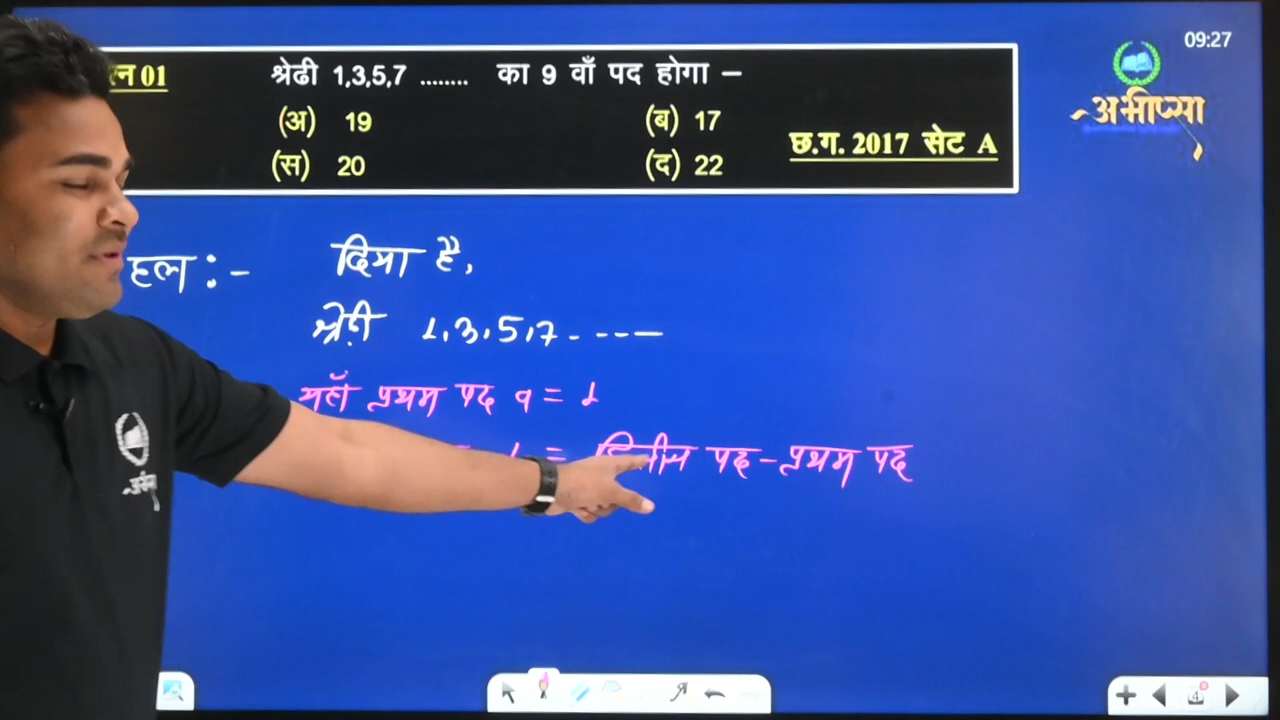 09:27
न 01 श्रेढी 1,3,5,7 ........ का 9 वाँ पद होगा –
(अ) 19 (ब) 17
(स) 20 (द) 22
छ.ग. 2017 सेट A
अभीप्सा
हल :- दिया है,
श्रेढ़ी 1,3,5,7 - - - —
यहाँ प्रथम पद a = 1
= द्वितीय पद - प्रथम पद